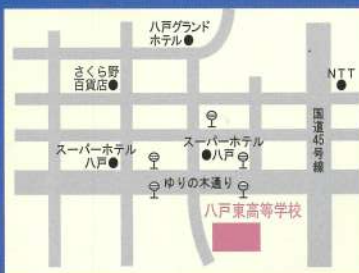 八戸グランド
ホテル
さくら野
百貨店
NTT
国道45号線
スーパーホテル
八戸
スーパーホテル
八戸
ゆりの木通り
八戸東高等学校